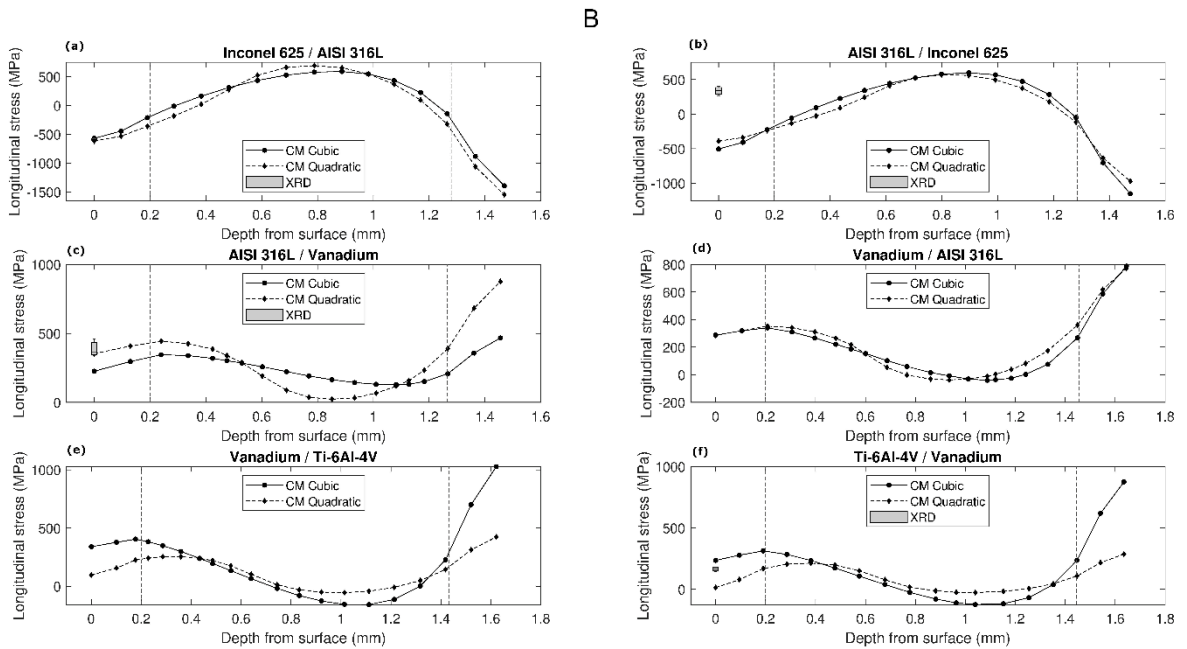 B
(a)
Inconel 625 / AISI 316L
Longitudinal stress (MPa)
500
0
-500
-1000
-1500
CM Cubic
CM Quadratic
XRD
0 0.2 0.4 0.6 0.8 1 1.2 1.4 1.6
Depth from surface (mm)
(b)
AISI 316L / Inconel 625
Longitudinal stress (MPa)
500
0
-500
-1000
CM Cubic
CM Quadratic
XRD
0 0.2 0.4 0.6 0.8 1 1.2 1.4 1.6
Depth from surface (mm)
(c)
AISI 316L / Vanadium
Longitudinal stress (MPa)
1000
500
0
CM Cubic
CM Quadratic
XRD
0 0.2 0.4 0.6 0.8 1 1.2 1.4 1.6
Depth from surface (mm)
(d)
Vanadium / AISI 316L
Longitudinal stress (MPa)
800
600
400
200
0
-200
CM Cubic
CM Quadratic
0 0.2 0.4 0.6 0.8 1 1.2 1.4 1.6 1.8
Depth from surface (mm)
(e)
Vanadium / Ti-6Al-4V
Longitudinal stress (MPa)
1000
500
0
CM Cubic
CM Quadratic
0 0.2 0.4 0.6 0.8 1 1.2 1.4 1.6 1.8
Depth from surface (mm)
(f)
Ti-6Al-4V / Vanadium
Longitudinal stress (MPa)
1000
500
0
CM Cubic
CM Quadratic
XRD
0 0.2 0.4 0.6 0.8 1 1.2 1.4 1.6 1.8
Depth from surface (mm)